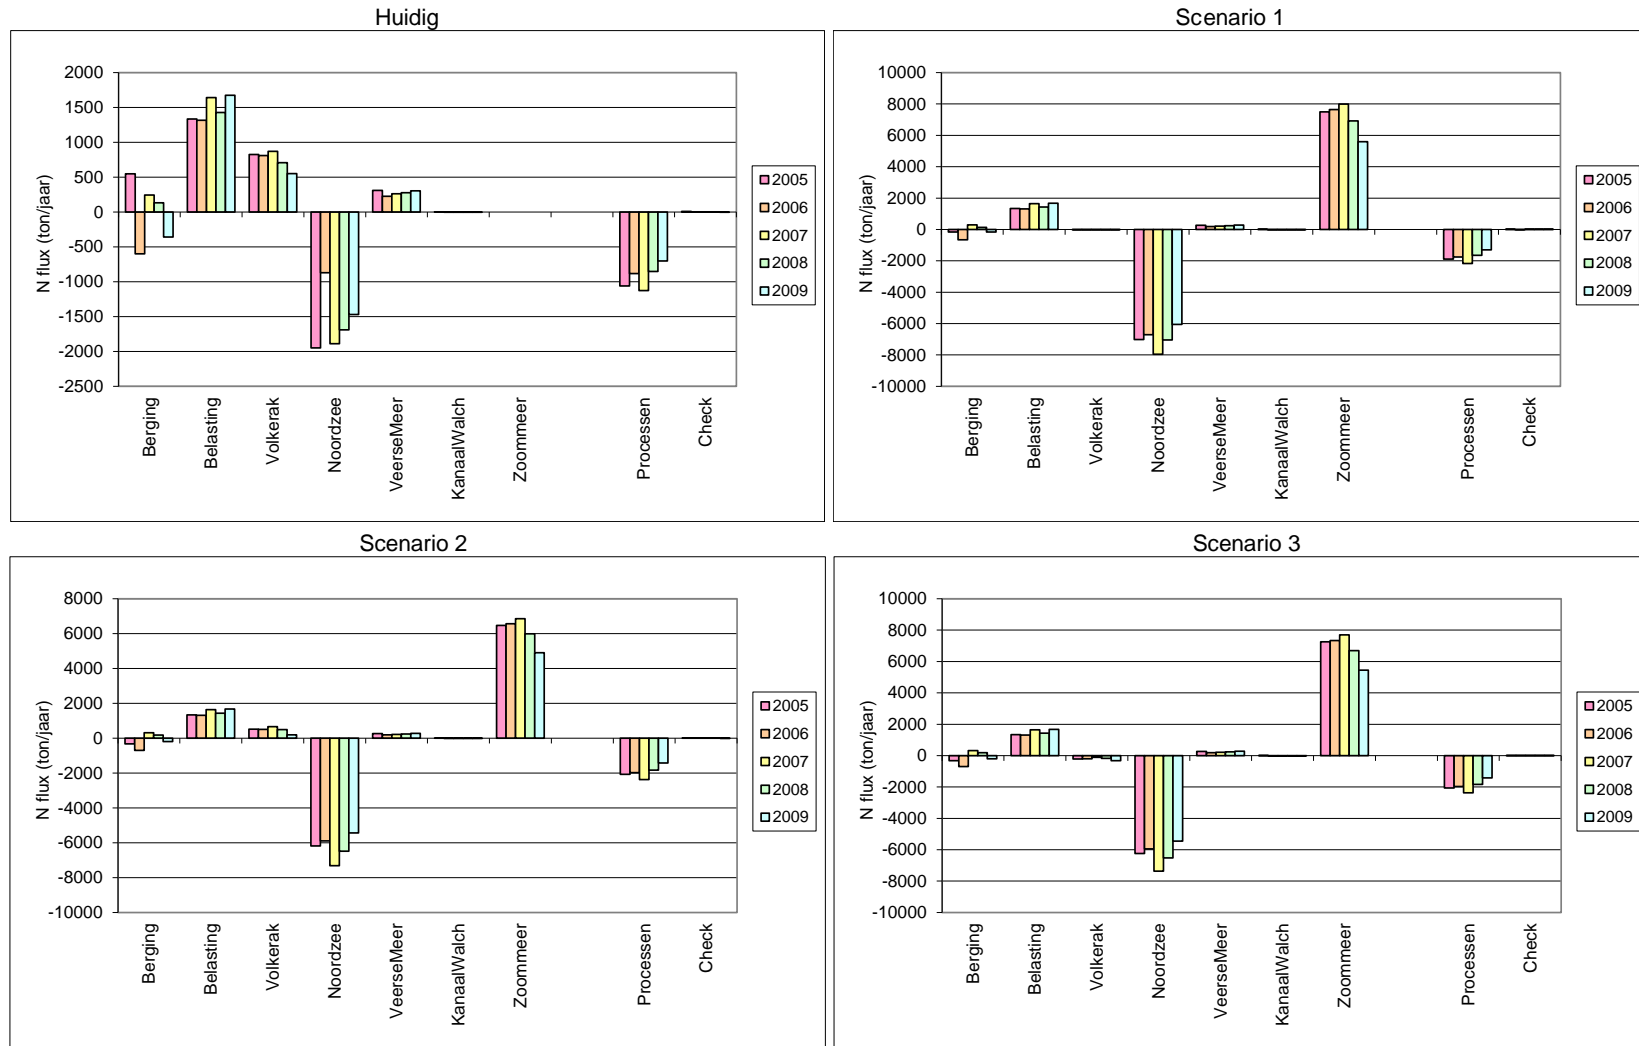 Huidig
N flux (ton/jaar)
2000
1500
1000
500
0
-500
-1000
-1500
-2000
-2500
Berging
Belasting
Volkerak
Noordzee
VeerseMeer
KanaalWalch
Zoommeer
Processen
Check
2005
2006
2007
2008
2009
Scenario 1
N flux (ton/jaar)
10000
8000
6000
4000
2000
0
-2000
-4000
-6000
-8000
-10000
Berging
Belasting
Volkerak
Noordzee
VeerseMeer
KanaalWalch
Zoommeer
Processen
Check
2005
2006
2007
2008
2009
Scenario 2
N flux (ton/jaar)
8000
6000
4000
2000
0
-2000
-4000
-6000
-8000
-10000
Berging
Belasting
Volkerak
Noordzee
VeerseMeer
KanaalWalch
Zoommeer
Processen
Check
2005
2006
2007
2008
2009
Scenario 3
N flux (ton/jaar)
10000
8000
6000
4000
2000
0
-2000
-4000
-6000
-8000
-10000
Berging
Belasting
Volkerak
Noordzee
VeerseMeer
KanaalWalch
Zoommeer
Processen
Check
2005
2006
2007
2008
2009